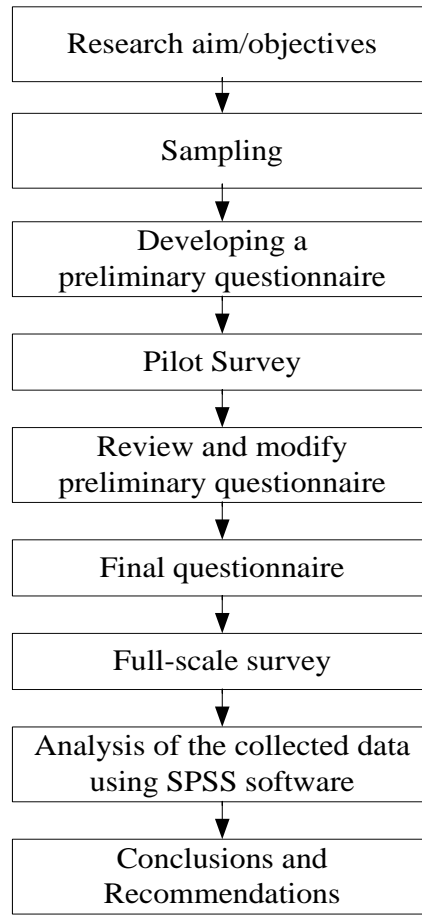 Research aim/objectives
Sampling
Developing a
preliminary questionnaire
Pilot Survey
Review and modify
preliminary questionnaire
Final questionnaire
Full-scale survey
Analysis of the collected data
using SPSS software
Conclusions and
Recommendations